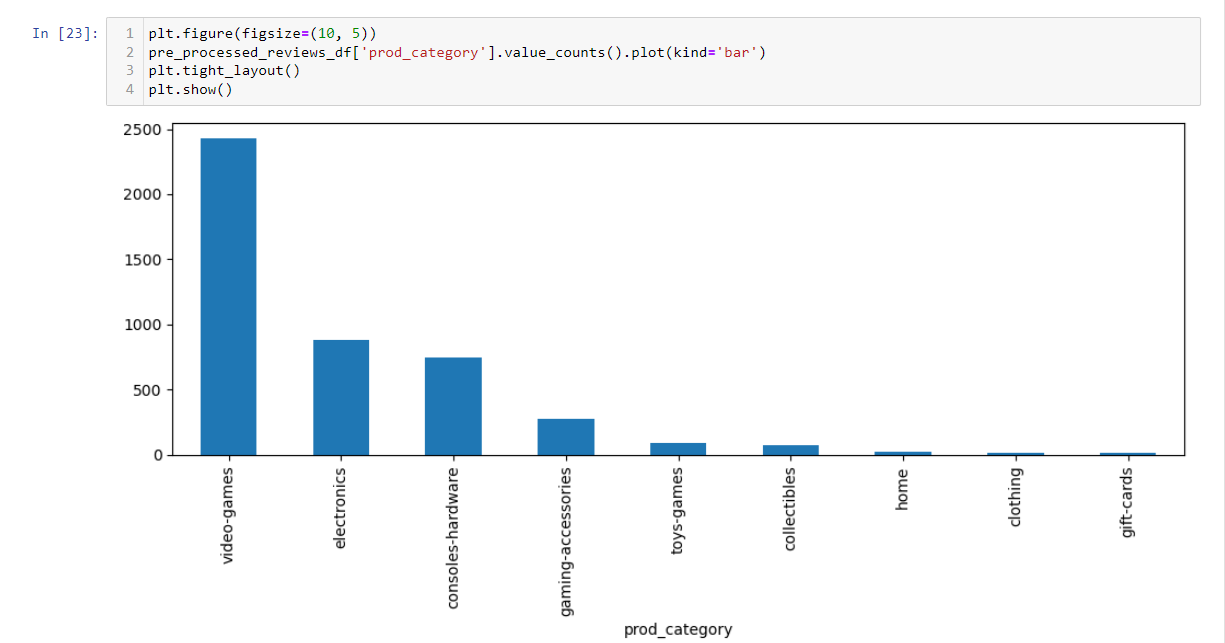 In [23]:
1 plt.figure(figsize=(10, 5))
2 pre_processed_reviews_df['prod_category'].value_counts().plot(kind='bar')
3 plt.tight_layout()
4 plt.show()
2500
2000
1500
1000
500
0
video-games
electronics
consoles-hardware
gaming-accessories
toys-games
collectibles
home
clothing
gift-cards
prod_category